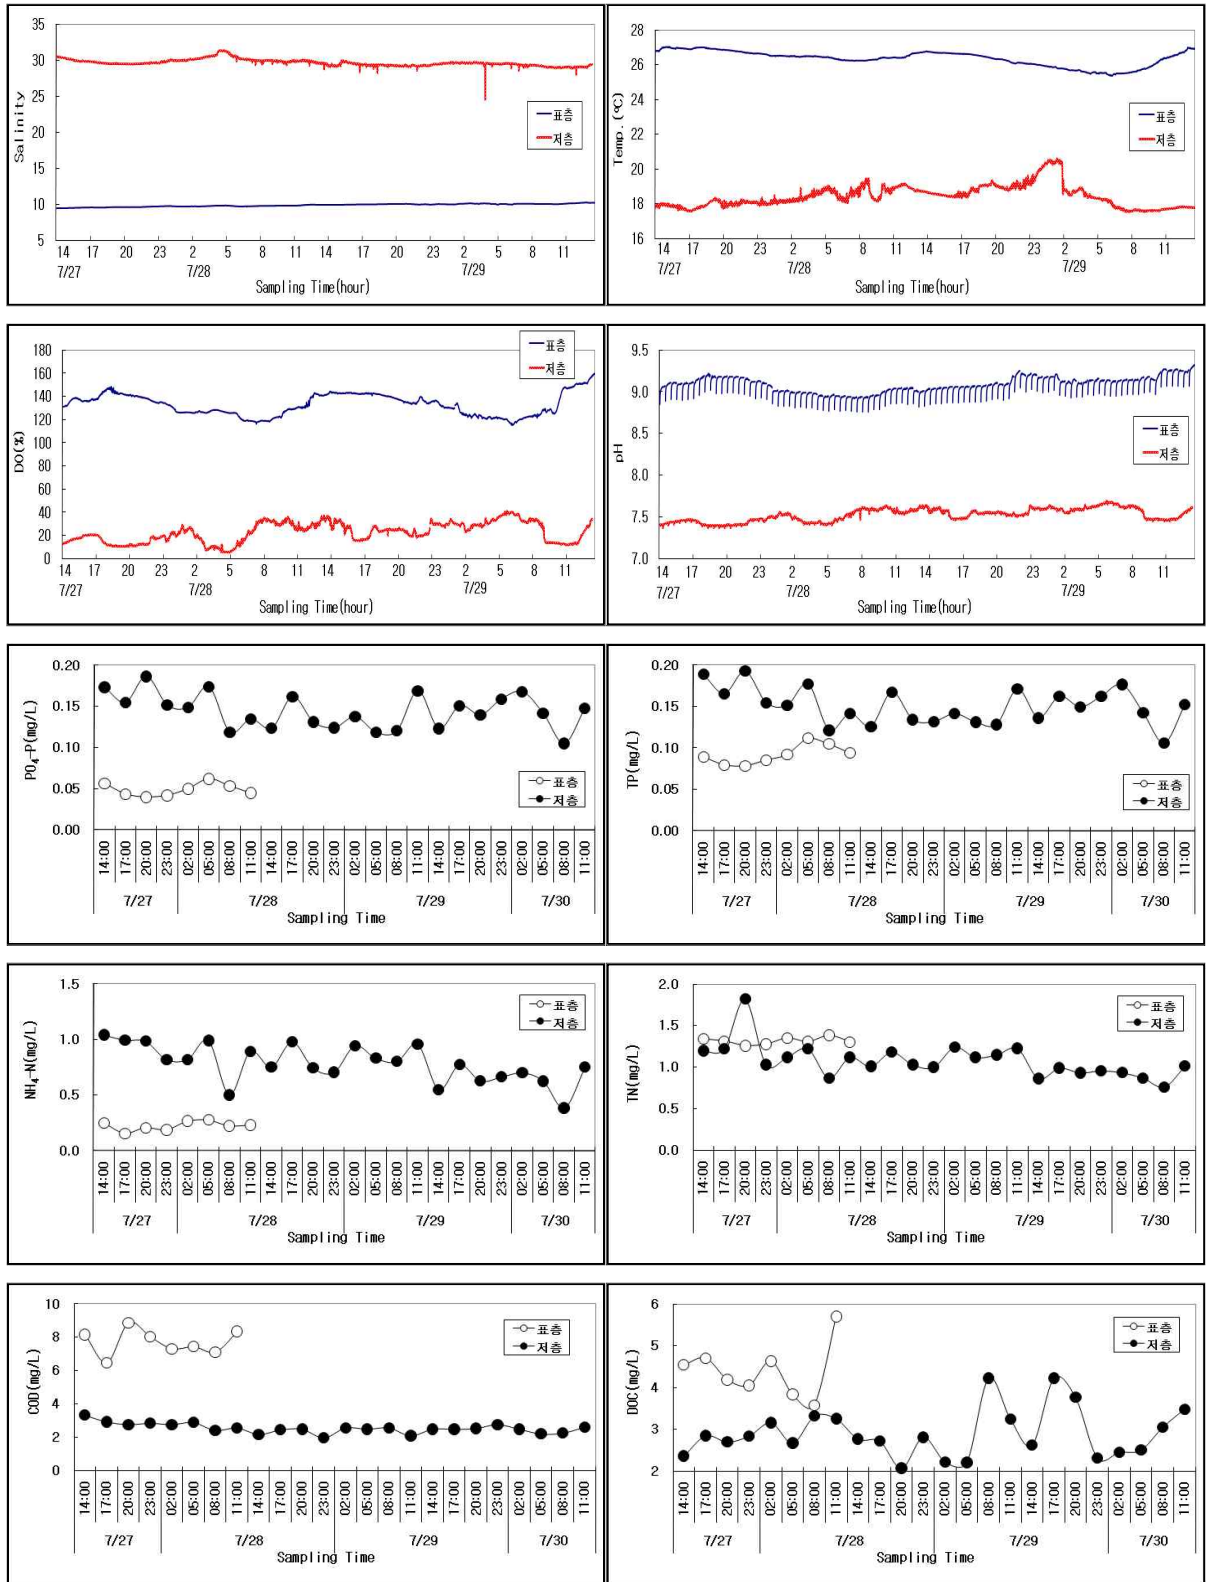 35
30
25
20
15
10
5
Salinity
표층
저층
14 17 20 23 2 5 8 11 14 17 20 23 2 5 8 11
7/27 7/28 7/29
Sampling Time(hour)
28
26
24
22
20
18
16
Temp.(℃)
표층
저층
14 17 20 23 2 5 8 11 14 17 20 23 2 5 8 11
7/27 7/28 7/29
Sampling Time(hour)
180
160
140
120
100
80
60
40
20
0
DO(%)
표층
저층
14 17 20 23 2 5 8 11 14 17 20 23 2 5 8 11
7/27 7/28 7/29
Sampling Time(hour)
9.5
9.0
8.5
8.0
7.5
7.0
pH
표층
저층
14 17 20 23 2 5 8 11 14 17 20 23 2 5 8 11
7/27 7/28 7/29
Sampling Time(hour)
0.20
0.15
0.10
0.05
0.00
PO₄-P(mg/L)
표층
저층
14:00 17:00 20:00 23:00 02:00 05:00 08:00 11:00 14:00 17:00 20:00 23:00 02:00 05:00 08:00 11:00 14:00 17:00 20:00 23:00 02:00 05:00 08:00 11:00
7/27 7/28 7/29 7/30
Sampling Time
0.20
0.15
0.10
0.05
0.00
TP(mg/L)
표층
저층
14:00 17:00 20:00 23:00 02:00 05:00 08:00 11:00 14:00 17:00 20:00 23:00 02:00 05:00 08:00 11:00 14:00 17:00 20:00 23:00 02:00 05:00 08:00 11:00
7/27 7/28 7/29 7/30
Sampling Time
1.5
1.0
0.5
0.0
NH₄-N(mg/L)
표층
저층
14:00 17:00 20:00 23:00 02:00 05:00 08:00 11:00 14:00 17:00 20:00 23:00 02:00 05:00 08:00 11:00 14:00 17:00 20:00 23:00 02:00 05:00 08:00 11:00
7/27 7/28 7/29 7/30
Sampling Time
2.0
1.5
1.0
0.5
0.0
TN(mg/L)
표층
저층
14:00 17:00 20:00 23:00 02:00 05:00 08:00 11:00 14:00 17:00 20:00 23:00 02:00 05:00 08:00 11:00 14:00 17:00 20:00 23:00 02:00 05:00 08:00 11:00
7/27 7/28 7/29 7/30
Sampling Time
10
8
6
4
2
0
COD(mg/L)
표층
저층
14:00 17:00 20:00 23:00 02:00 05:00 08:00 11:00 14:00 17:00 20:00 23:00 02:00 05:00 08:00 11:00 14:00 17:00 20:00 23:00 02:00 05:00 08:00 11:00
7/27 7/28 7/29 7/30
Sampling Time
6
5
4
3
2
DOC(mg/L)
표층
저층
14:00 17:00 20:00 23:00 02:00 05:00 08:00 11:00 14:00 17:00 20:00 23:00 02:00 05:00 08:00 11:00 14:00 17:00 20:00 23:00 02:00 05:00 08:00 11:00
7/27 7/28 7/29 7/30
Sampling Time